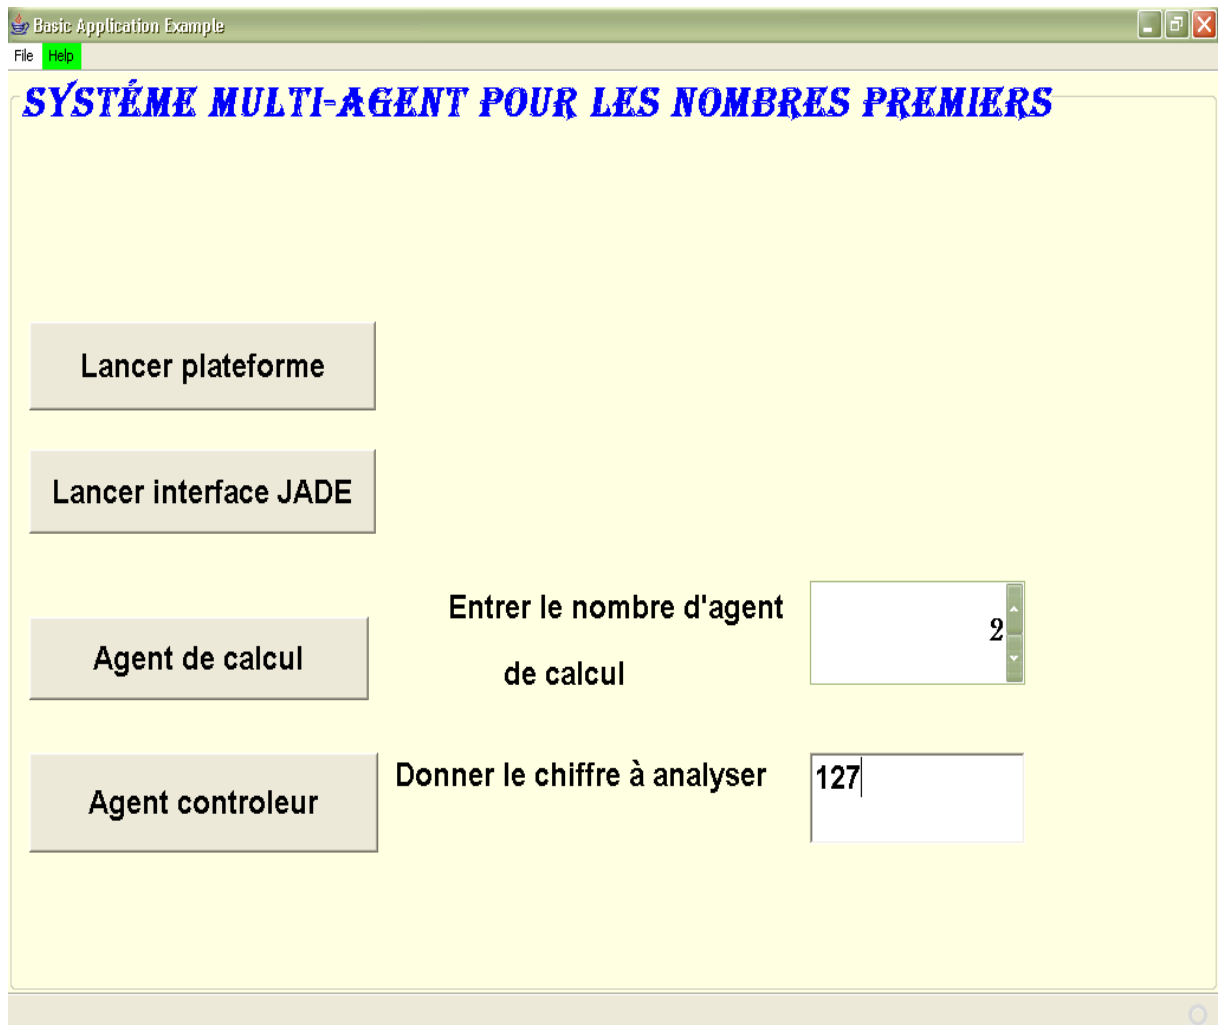 Basic Application Example
File Help
SYSTÉME MULTI-AGENT POUR LES NOMBRES PREMIERS
Lancer plateforme
Lancer interface JADE
Entrer le nombre d'agent
de calcul
2
Agent de calcul
Donner le chiffre à analyser
127
Agent controleur